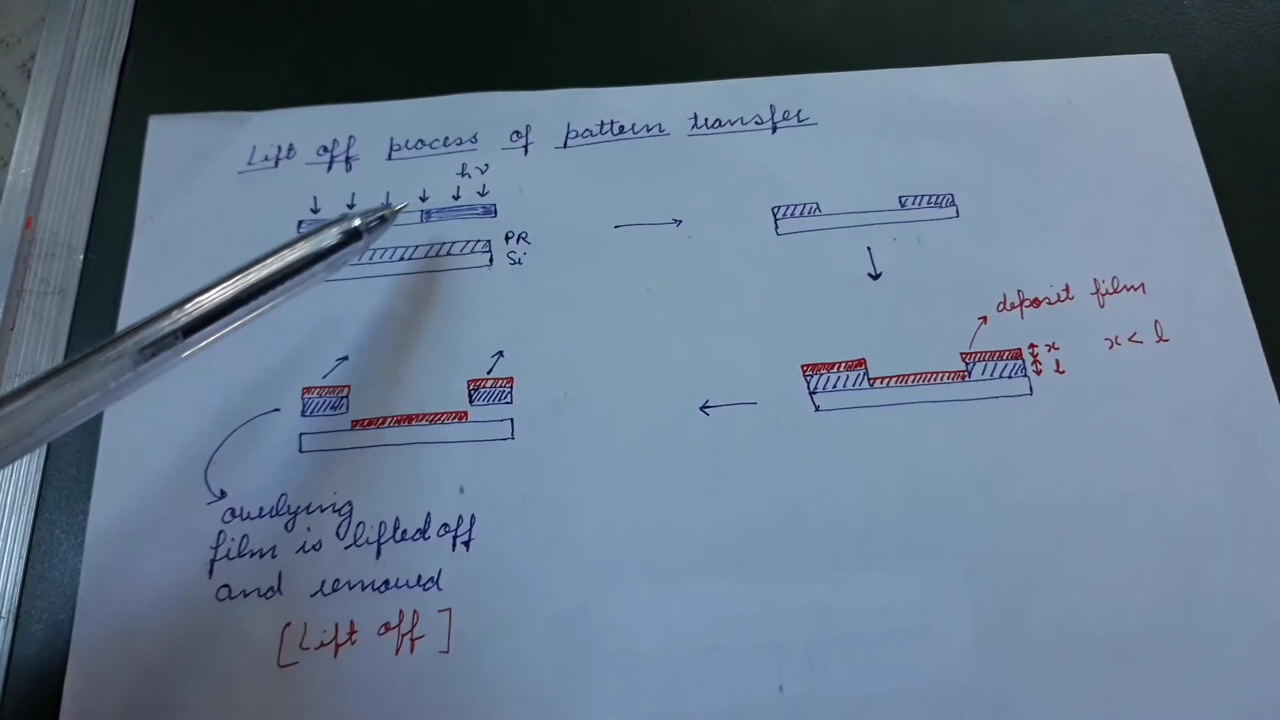 Lift off process of pattern transfer
hν
PR
Si
deposit film
x
l
x < l
overlying
film is lifted off
and removed
[Lift off]